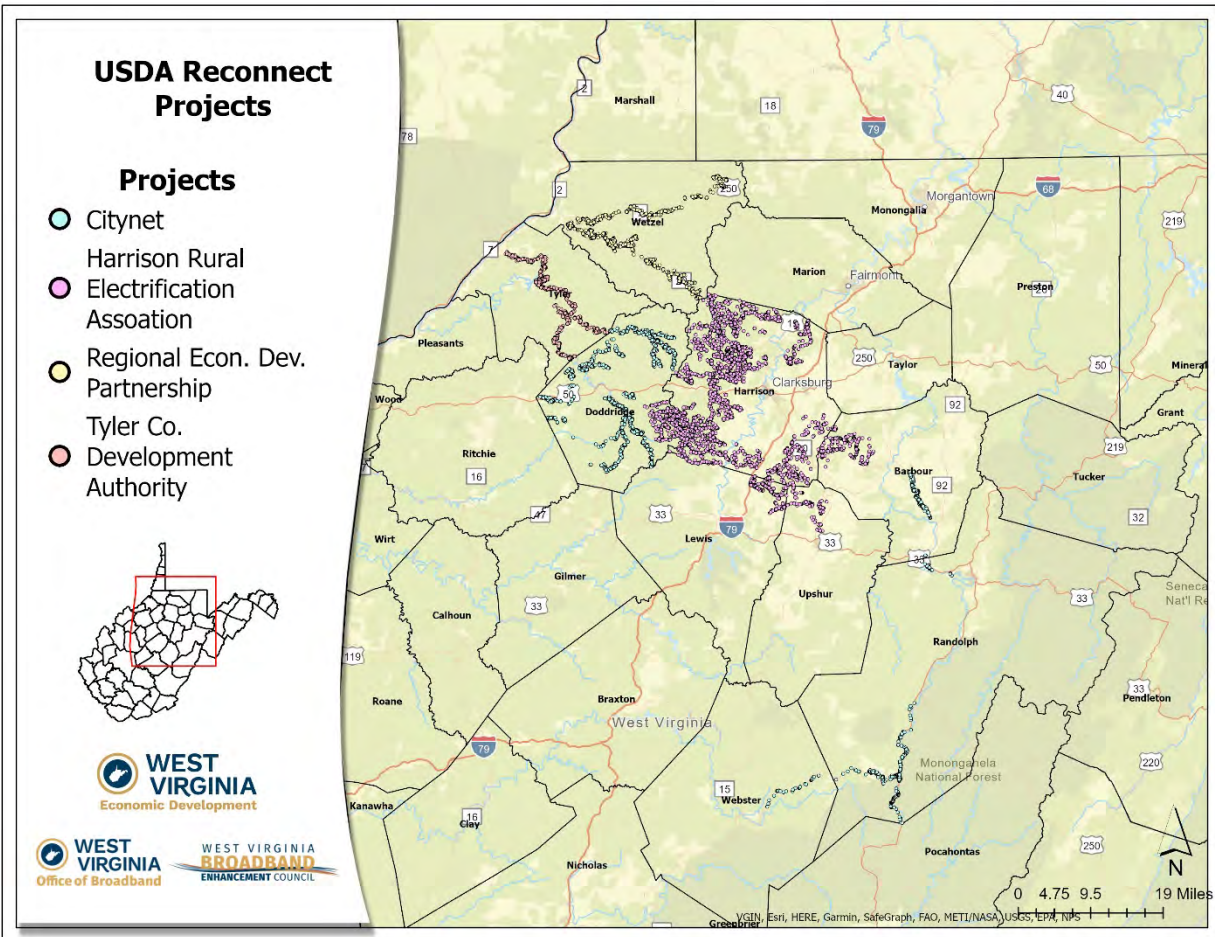 USDA Reconnect
Projects
Projects
Citynet
Harrison Rural
Electrification
Assoation
Regional Econ. Dev.
Partnership
Tyler Co.
Development
Authority
WEST
VIRGINIA
Economic Development
WEST
VIRGINIA
Office of Broadband
WEST VIRGINIA
BROADBAND
ENHANCEMENT COUNCIL
2
Marshall
18
40
79
78
2
250
68
Morgantown
Monongalia
Wetzel
219
7
Marion
Fairmont
Preston
Tyler
19
Pleasants
250
Taylor
50
Mineral
Clarksburg
Wood
50
Harrison
92
Grant
Doddridge
Ritchie
219
16
Barbour
92
Tucker
47
33
79
32
Wirt
Lewis
33
Gilmer
33
Seneca
Nat'l Re
Upshur
33
Calhoun
33
Randolph
119
33
Roane
Braxton
Pendleton
West Virginia
79
Monongahela
National Forest
220
15
Webster
Kanawha
16
Clay
250
Pocahontas
Nicholas
N
0 4.75 9.5 19 Miles
VGIN, Esri, HERE, Garmin, SafeGraph, FAO, METI/NASA, USGS, EPA, NPS
Greenbrier